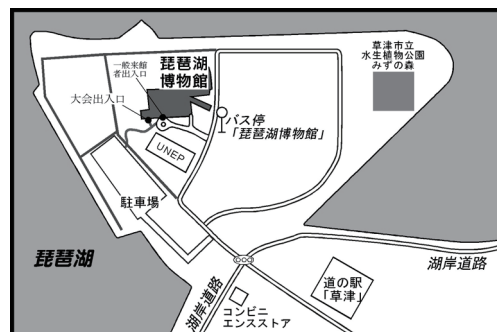 草津市立
水生植物公園
みずの森
一般来館
者出入口
琵琶湖
博物館
大会出入口
バス停
「琵琶湖博物館」
UNEP
駐車場
琵琶湖
湖岸道路
道の駅
「草津」
湖岸道路
コンビニ
エンスストア